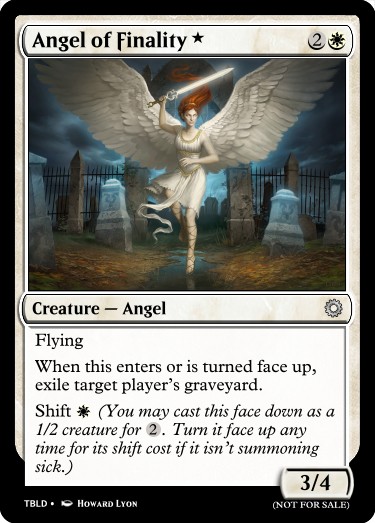 Angel of Finality ★ 2
Creature — Angel
Flying
When this enters or is turned face up,
exile target player's graveyard.
Shift (You may cast this face down as a
1/2 creature for 2. Turn it face up any
time for its shift cost if it isn't summoning
sick.)
3/4
TBLD • Howard Lyon
(NOT FOR SALE)